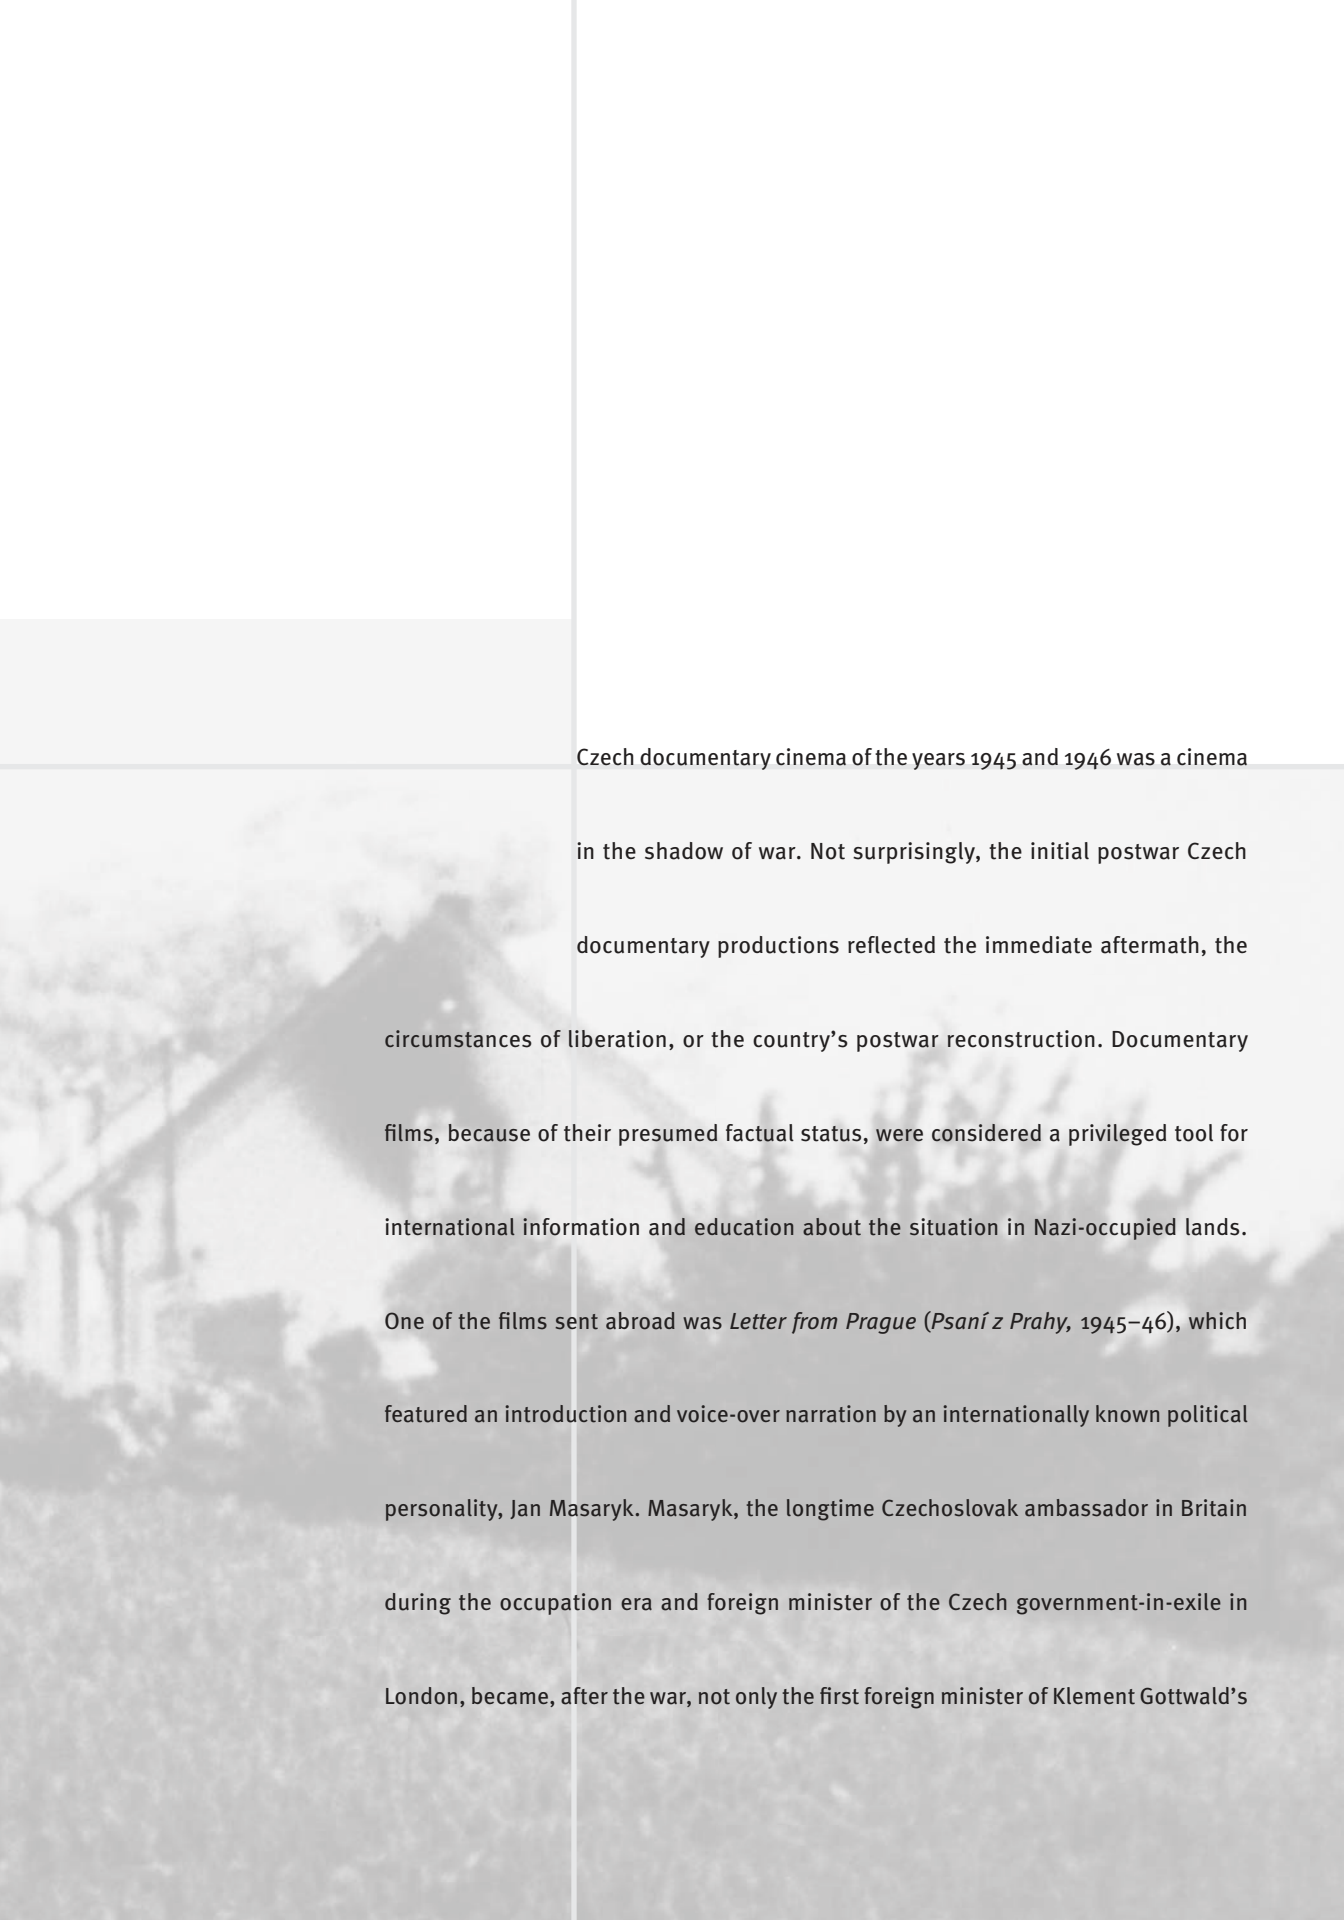 Czech documentary cinema of the years 1945 and 1946 was a cinema
in the shadow of war. Not surprisingly, the initial postwar Czech
documentary productions reflected the immediate aftermath, the
circumstances of liberation, or the country’s postwar reconstruction. Documentary
films, because of their presumed factual status, were considered a privileged tool for
international information and education about the situation in Nazi-occupied lands.
One of the films sent abroad was Letter from Prague (Psaní z Prahy, 1945–46), which
featured an introduction and voice-over narration by an internationally known political
personality, Jan Masaryk. Masaryk, the longtime Czechoslovak ambassador in Britain
during the occupation era and foreign minister of the Czech government-in-exile in
London, became, after the war, not only the first foreign minister of Klement Gottwald’s